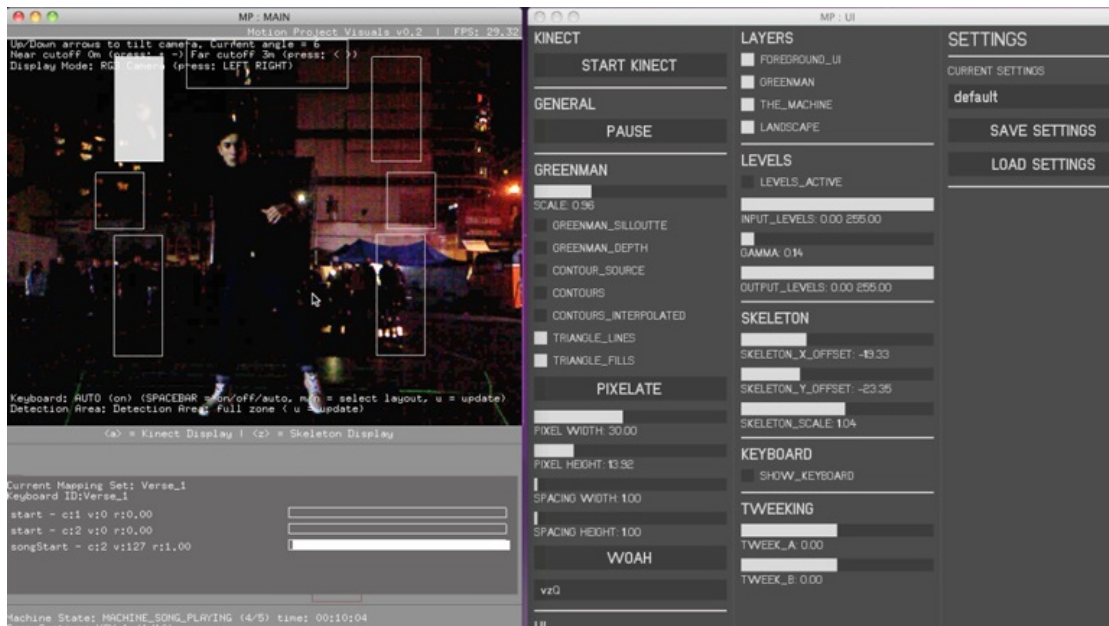 MP : MAIN
Motion Project Visuals v0.2 | FPS: 29.32
Up/Down arrows to tilt camera. Current angle = 6
Near cutoff 0m (press: + -) Far cutoff 3m (press: < >)
Display Mode: RGB Camera (press: LEFT RIGHT)
Keyboard: AUTO (on) (SPACEBAR = on/off/auto, m/n = select layout, u = update)
Detection Area: Detection Area: full zone ( u = update)
<a> = Kinect Display | <z> = Skeleton Display
Current Mapping Set: Verse_1
Keyboard ID:Verse_1
start - c:1 v:0 r:0.00
start - c:2 v:0 r:0.00
songStart - c:2 v:127 r:1.00
Machine State: MACHINE_SONG_PLAYING (4/5) time: 00:10:04
MP : UI
KINECT
START KINECT
GENERAL
PAUSE
GREENMAN
SCALE: 0.96
GREENMAN_SILLOUTTE
GREENMAN_DEPTH
CONTOUR_SOURCE
CONTOURS
CONTOURS_INTERPOLATED
TRIANGLE_LINES
TRIANGLE_FILLS
PIXELATE
PIXEL WIDTH: 30.00
PIXEL HEIGHT: 13.92
SPACING WIDTH: 1.00
SPACING HEIGHT: 1.00
WOAH
vzQ
UI
LAYERS
FOREGROUND_UI
GREENMAN
THE_MACHINE
LANDSCAPE
LEVELS
LEVELS_ACTIVE
INPUT_LEVELS: 0.00 255.00
GAMMA: 0.14
OUTPUT_LEVELS: 0.00 255.00
SKELETON
SKELETON_X_OFFSET: -19.33
SKELETON_Y_OFFSET: -23.35
SKELETON_SCALE: 1.04
KEYBOARD
SHOW_KEYBOARD
TWEEKING
TWEEK_A: 0.00
TWEEK_B: 0.00
SETTINGS
CURRENT SETTINGS
default
SAVE SETTINGS
LOAD SETTINGS